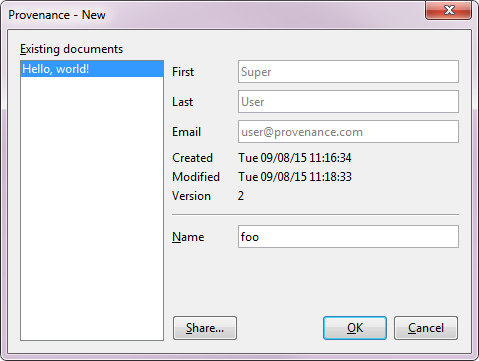 Provenance - New
Existing documents
Hello, world!
First Super
Last User
Email user@provenance.com
Created Tue 09/08/15 11:16:34
Modified Tue 09/08/15 11:18:33
Version 2
Name foo
Share... OK Cancel